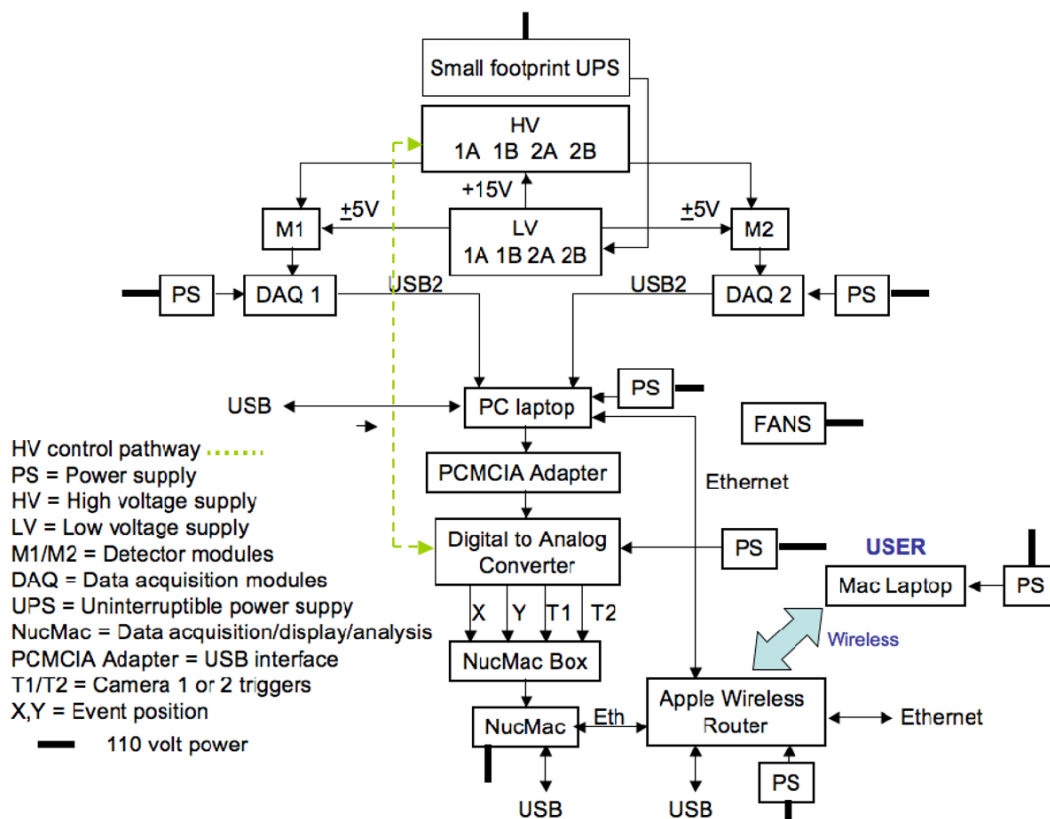 Small footprint UPS
HV
1A 1B 2A 2B
+15V
±5V
±5V
M1
LV
1A 1B 2A 2B
M2
PS
DAQ 1
USB2
USB2
DAQ 2
PS
PS
USB
PC laptop
FANS
HV control pathway
PS = Power supply
HV = High voltage supply
LV = Low voltage supply
M1/M2 = Detector modules
DAQ = Data acquisition modules
UPS = Uninterruptible power suppy
NucMac = Data acquisition/display/analysis
PCMCIA Adapter = USB interface
T1/T2 = Camera 1 or 2 triggers
X,Y = Event position
110 volt power
PCMCIA Adapter
Ethernet
Digital to Analog
Converter
PS
USER
Mac Laptop
PS
X Y T1 T2
Wireless
NucMac Box
NucMac
Eth
Apple Wireless
Router
Ethernet
PS
USB
USB